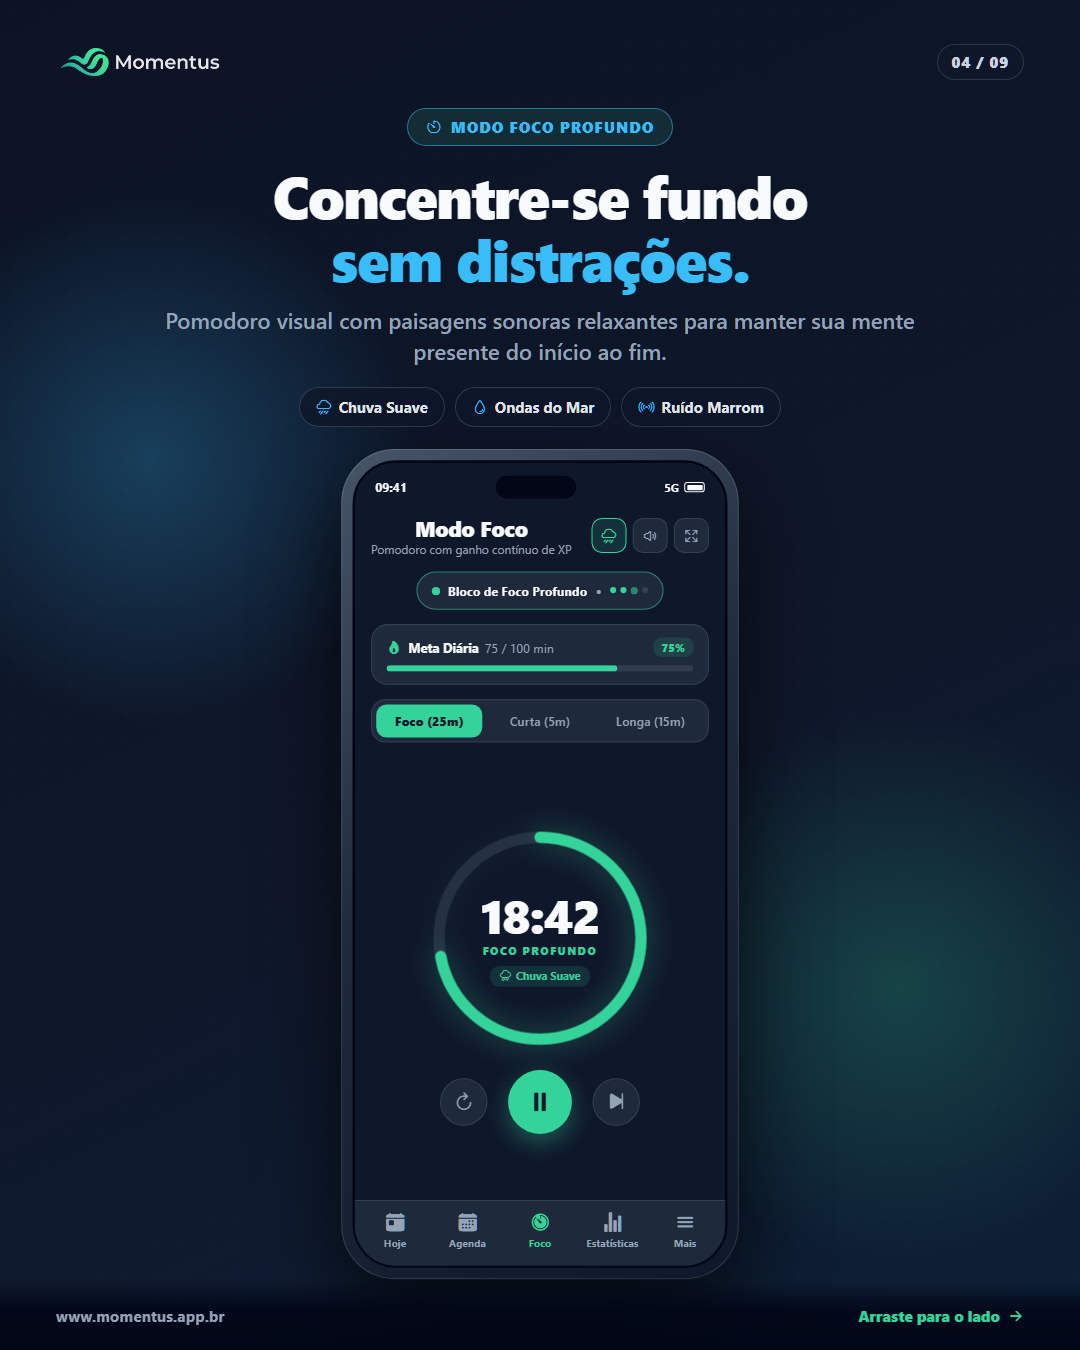 Momentus
04 / 09
MODO FOCO PROFUNDO
Concentre-se fundo
sem distrações.
Pomodoro visual com paisagens sonoras relaxantes para manter sua mente
presente do início ao fim.
Chuva Suave
Ondas do Mar
Ruído Marrom
09:41
5G
Modo Foco
Pomodoro com ganho contínuo de XP
Bloco de Foco Profundo •
Meta Diária 75 / 100 min
75%
Foco (25m)
Curta (5m)
Longa (15m)
18:42
FOCO PROFUNDO
Chuva Suave
Hoje
Agenda
Foco
Estatísticas
Mais
www.momentus.app.br
Arraste para o lado →